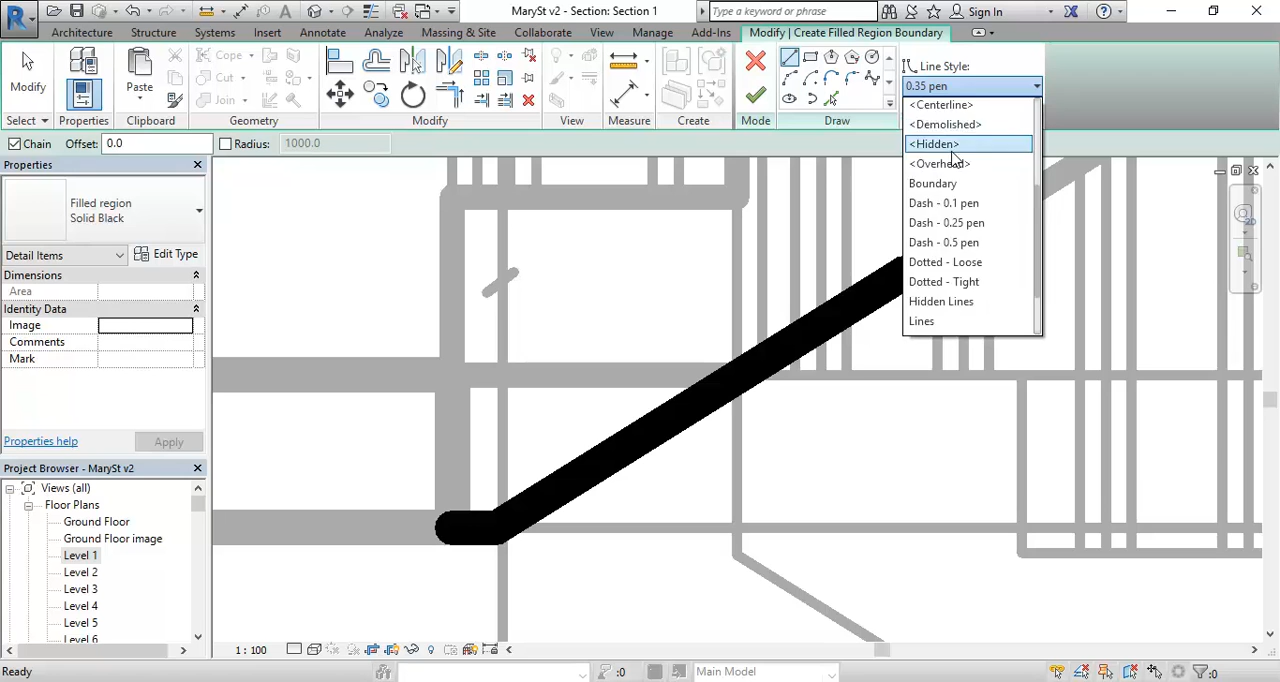 MarySt v2 - Section: Section 1
Type a keyword or phrase
Sign In
Architecture
Structure
Systems
Insert
Annotate
Analyze
Massing & Site
Collaborate
View
Manage
Add-Ins
Modify | Create Filled Region Boundary
Modify
Paste
Cope
Cut
Join
Line Style:
0.35 pen
Select
Properties
Clipboard
Geometry
Modify
View
Measure
Create
Mode
Draw
Chain
Offset:
0.0
Radius:
1000.0
<Centerline>
<Demolished>
<Hidden>
<Overhead>
Boundary
Dash - 0.1 pen
Dash - 0.25 pen
Dash - 0.5 pen
Dotted - Loose
Dotted - Tight
Hidden Lines
Lines
Properties
Filled region
Solid Black
Detail Items
Edit Type
Dimensions
Area
Identity Data
Image
Comments
Mark
Properties help
Apply
Project Browser - MarySt v2
Views (all)
Floor Plans
Ground Floor
Ground Floor image
Level 1
Level 2
Level 3
Level 4
Level 5
Level 6
1 : 100
Ready
:0
Main Model
:0